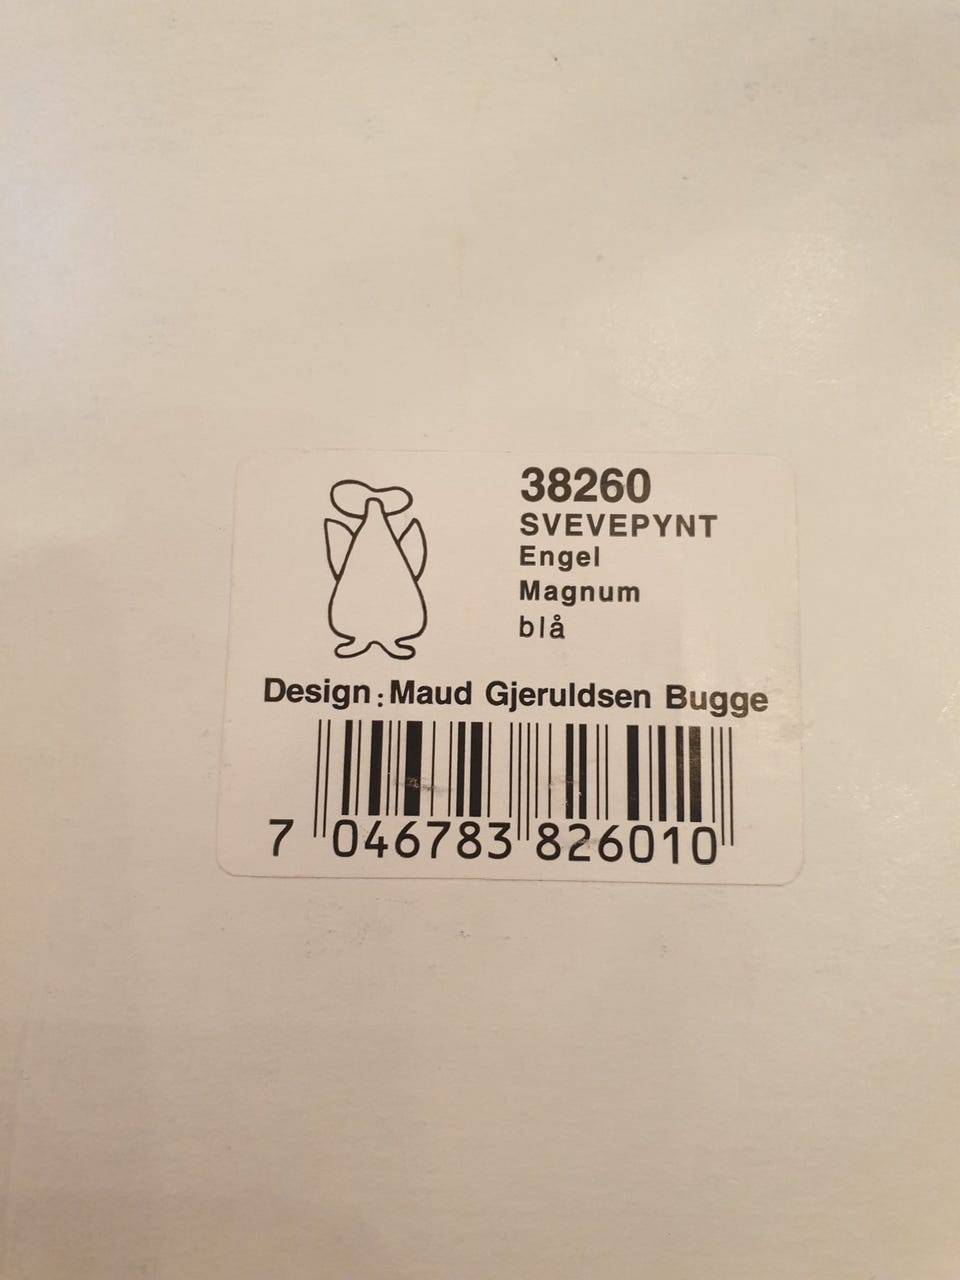 38260
SVEVEPYNT
Engel
Magnum
blå
Design: Maud Gjeruldsen Bugge
7 046783 826010